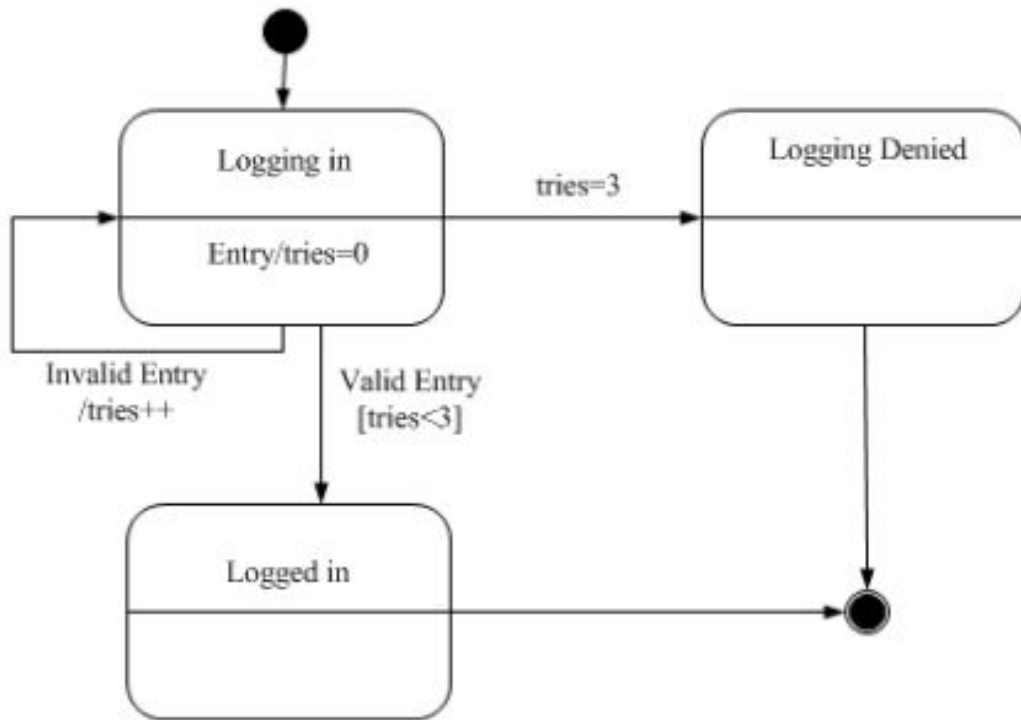 Logging in
Entry/tries=0
tries=3
Logging Denied
Invalid Entry
/tries++
Valid Entry
[tries<3]
Logged in